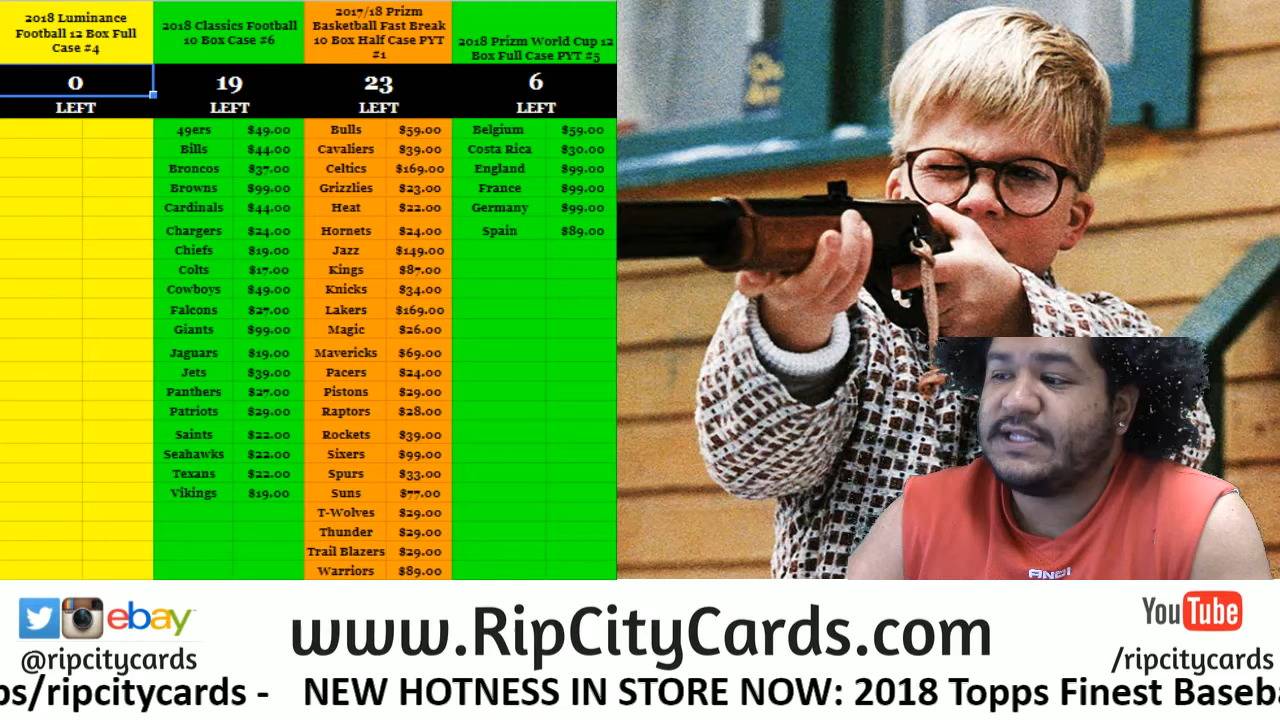 2018 Luminance
Football 12 Box Full
Case #4
0
LEFT
2018 Classics Football
10 Box Case #6
19
LEFT
49ers $49.00
Bills $44.00
Broncos $37.00
Browns $99.00
Cardinals $44.00
Chargers $24.00
Chiefs $19.00
Colts $17.00
Cowboys $49.00
Falcons $27.00
Giants $99.00
Jaguars $19.00
Jets $39.00
Panthers $27.00
Patriots $29.00
Saints $22.00
Seahawks $22.00
Texans $22.00
Vikings $19.00
2017/18 Prizm
Basketball Fast Break
10 Box Half Case PYT
#1
23
LEFT
Bulls $59.00
Cavaliers $39.00
Celtics $169.00
Grizzlies $23.00
Heat $22.00
Hornets $24.00
Jazz $149.00
Kings $87.00
Knicks $34.00
Lakers $169.00
Magic $26.00
Mavericks $69.00
Pacers $24.00
Pistons $29.00
Raptors $28.00
Rockets $39.00
Sixers $99.00
Spurs $33.00
Suns $77.00
T-Wolves $29.00
Thunder $29.00
Trail Blazers $29.00
Warriors $89.00
2018 Prizm World Cup 12
Box Full Case PYT #5
6
LEFT
Belgium $59.00
Costa Rica $30.00
England $99.00
France $99.00
Germany $99.00
Spain $89.00
AND1
ebay
@ripcitycards
www.RipCityCards.com
YouTube
/ripcitycards
os/ripcitycards - NEW HOTNESS IN STORE NOW: 2018 Topps Finest Baseba